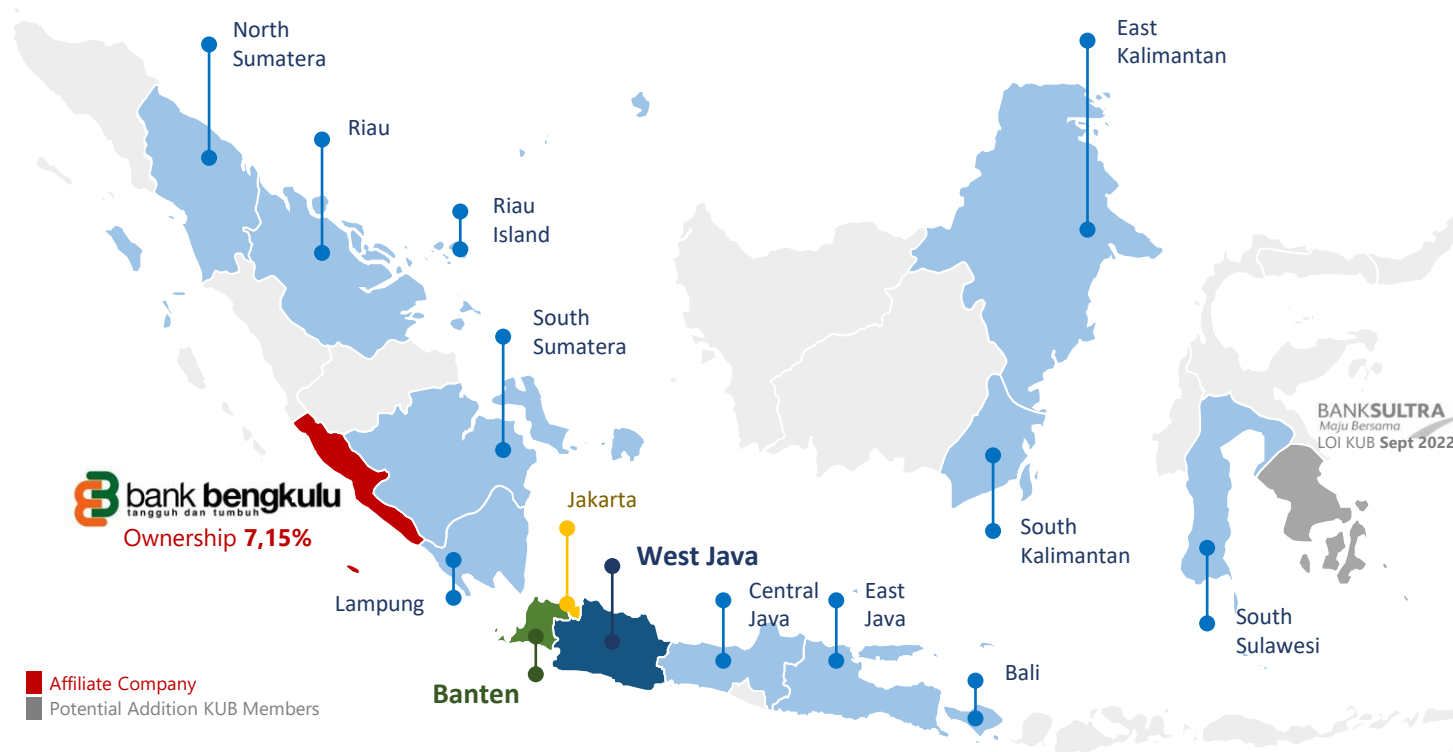 North
Sumatera
East
Kalimantan
Riau
Riau
Island
South
Sumatera
BANKSULTRA
Maju Bersama
LOI KUB Sept 2022
bank bengkulu
tangguh dan tumbuh
Ownership 7,15%
Jakarta
South
Kalimantan
West Java
Lampung
Central
Java
East
Java
South
Sulawesi
Bali
Banten
Affiliate Company
Potential Addition KUB Members